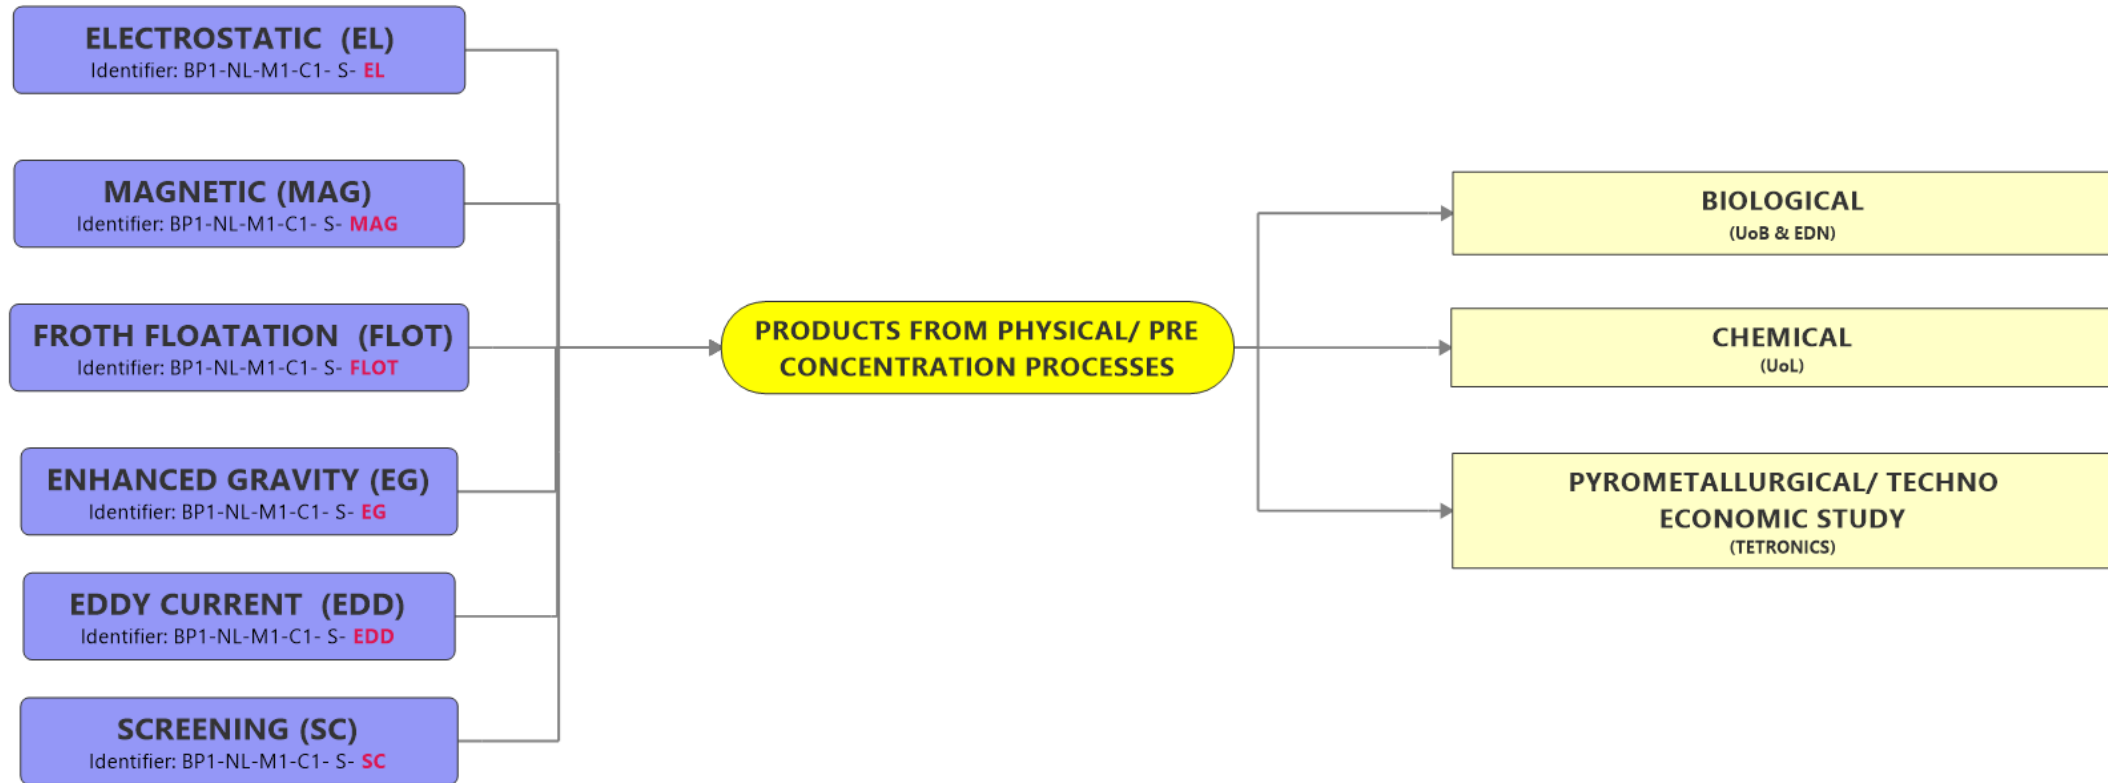 ELECTROSTATIC  (EL)
Identifier: BP1-NL-M1-C1- S- EL
MAGNETIC (MAG)
Identifier: BP1-NL-M1-C1- S- MAG
FROTH FLOATATION  (FLOT)
Identifier: BP1-NL-M1-C1- S- FLOT
ENHANCED GRAVITY (EG)
Identifier: BP1-NL-M1-C1- S- EG
EDDY CURRENT  (EDD)
Identifier: BP1-NL-M1-C1- S- EDD
SCREENING (SC)
Identifier: BP1-NL-M1-C1- S- SC
PRODUCTS FROM PHYSICAL/ PRE
CONCENTRATION PROCESSES
BIOLOGICAL
(UoB & EDN)
CHEMICAL
(UoL)
PYROMETALLURGICAL/ TECHNO
ECONOMIC STUDY
(TETRONICS)